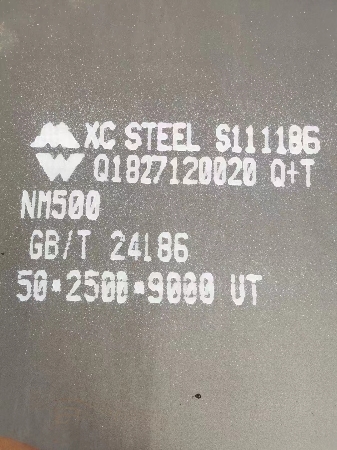 XC STEEL S111186
Q1827120020 Q+T
NM500
GB/T 24186
50*2500*9000 UT